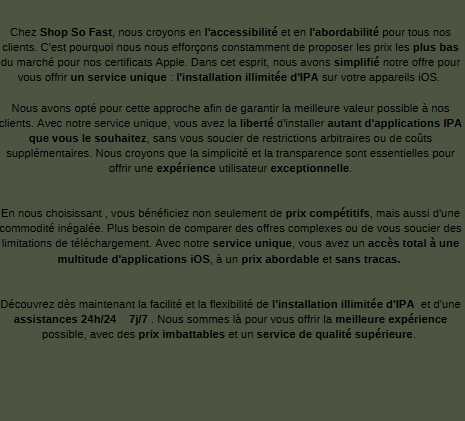 Chez Shop So Fast, nous croyons en l'accessibilité et en l'abordabilité pour tous nos
clients. C'est pourquoi nous nous efforçons constamment de proposer les prix les plus bas
du marché pour nos certificats Apple. Dans cet esprit, nous avons simplifié notre offre pour
vous offrir un service unique : l'installation illimitée d'IPA sur votre appareils iOS.
Nous avons opté pour cette approche afin de garantir la meilleure valeur possible à nos
clients. Avec notre service unique, vous avez la liberté d'installer autant d'applications IPA
que vous le souhaitez, sans vous soucier de restrictions arbitraires ou de coûts
supplémentaires. Nous croyons que la simplicité et la transparence sont essentielles pour
offrir une expérience utilisateur exceptionnelle.
En nous choisissant , vous bénéficiez non seulement de prix compétitifs, mais aussi d'une
commodité inégalée. Plus besoin de comparer des offres complexes ou de vous soucier des
limitations de téléchargement. Avec notre service unique, vous avez un accès total à une
multitude d'applications iOS, à un prix abordable et sans tracas.
Découvrez dès maintenant la facilité et la flexibilité de l'installation illimitée d'IPA et d'une
assistances 24h/24 7j/7 . Nous sommes là pour vous offrir la meilleure expérience
possible, avec des prix imbattables et un service de qualité supérieure.